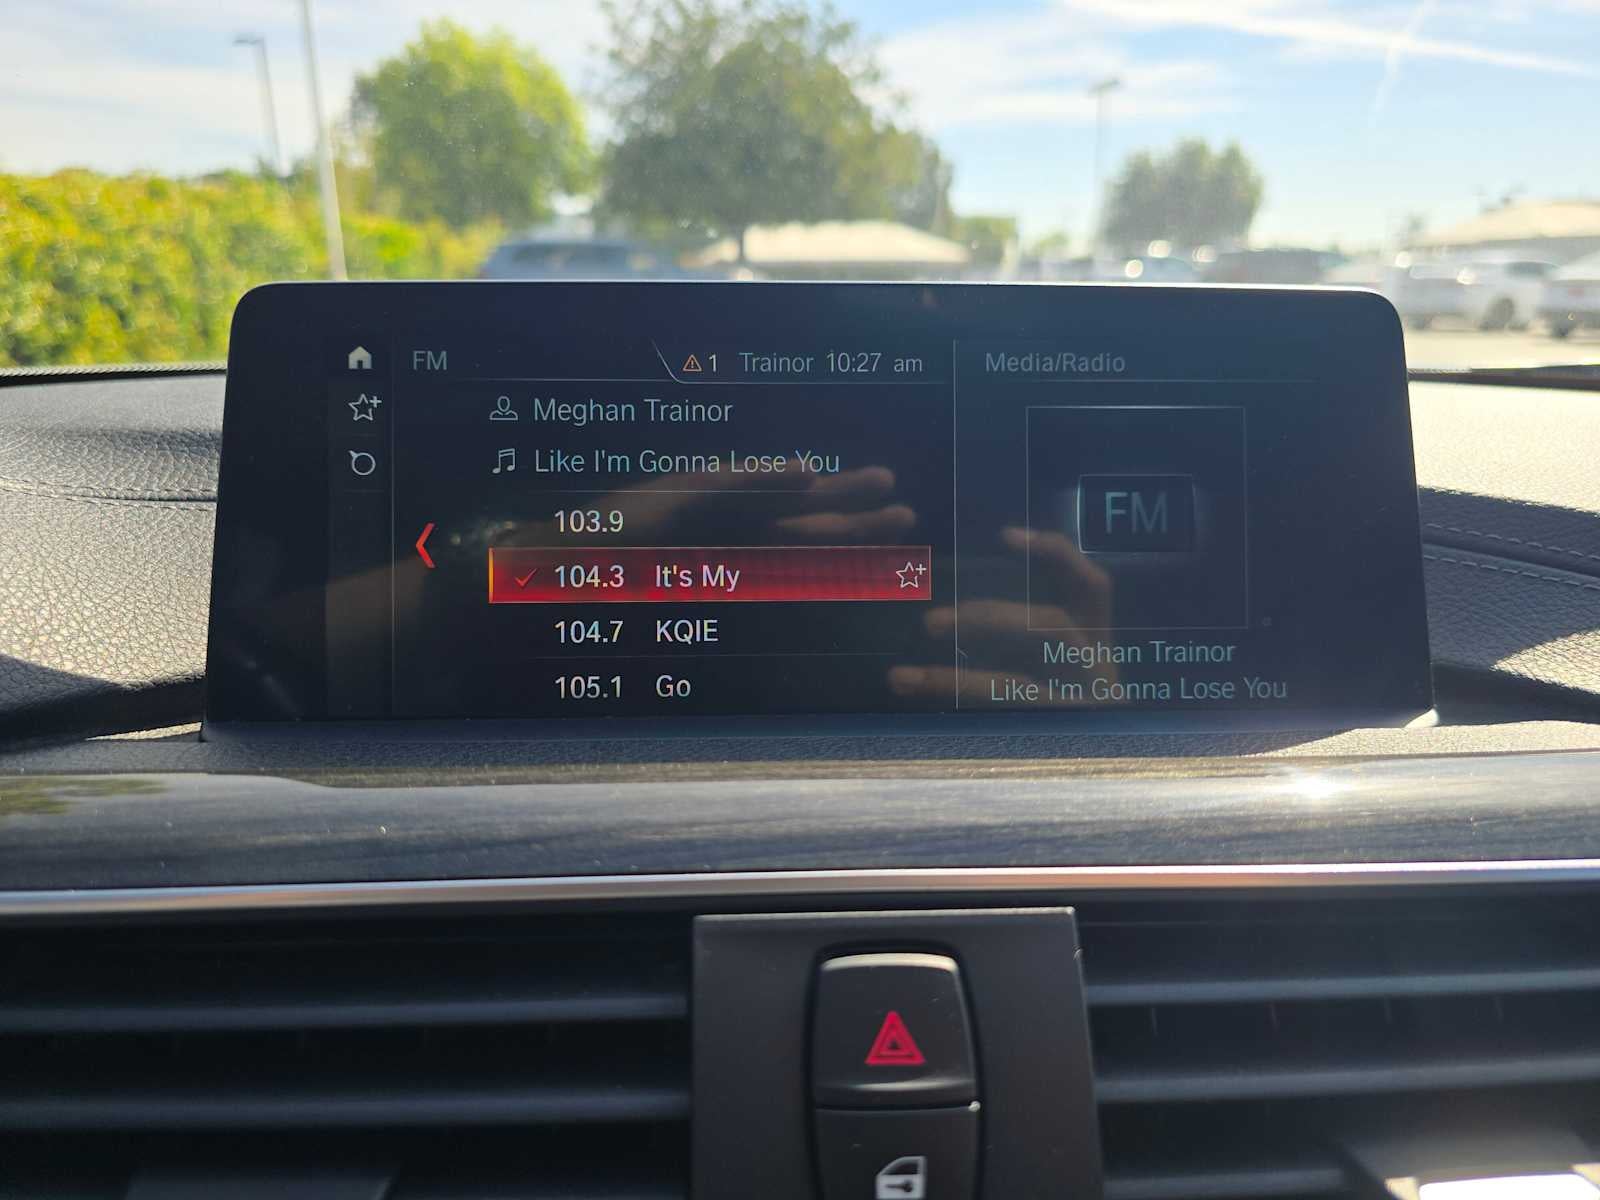 FM
1 Trainor 10:27 am
Media/Radio
Meghan Trainor
Like I'm Gonna Lose You
103.9
104.3 It's My
104.7 KQIE
105.1 Go
FM
Meghan Trainor
Like I'm Gonna Lose You